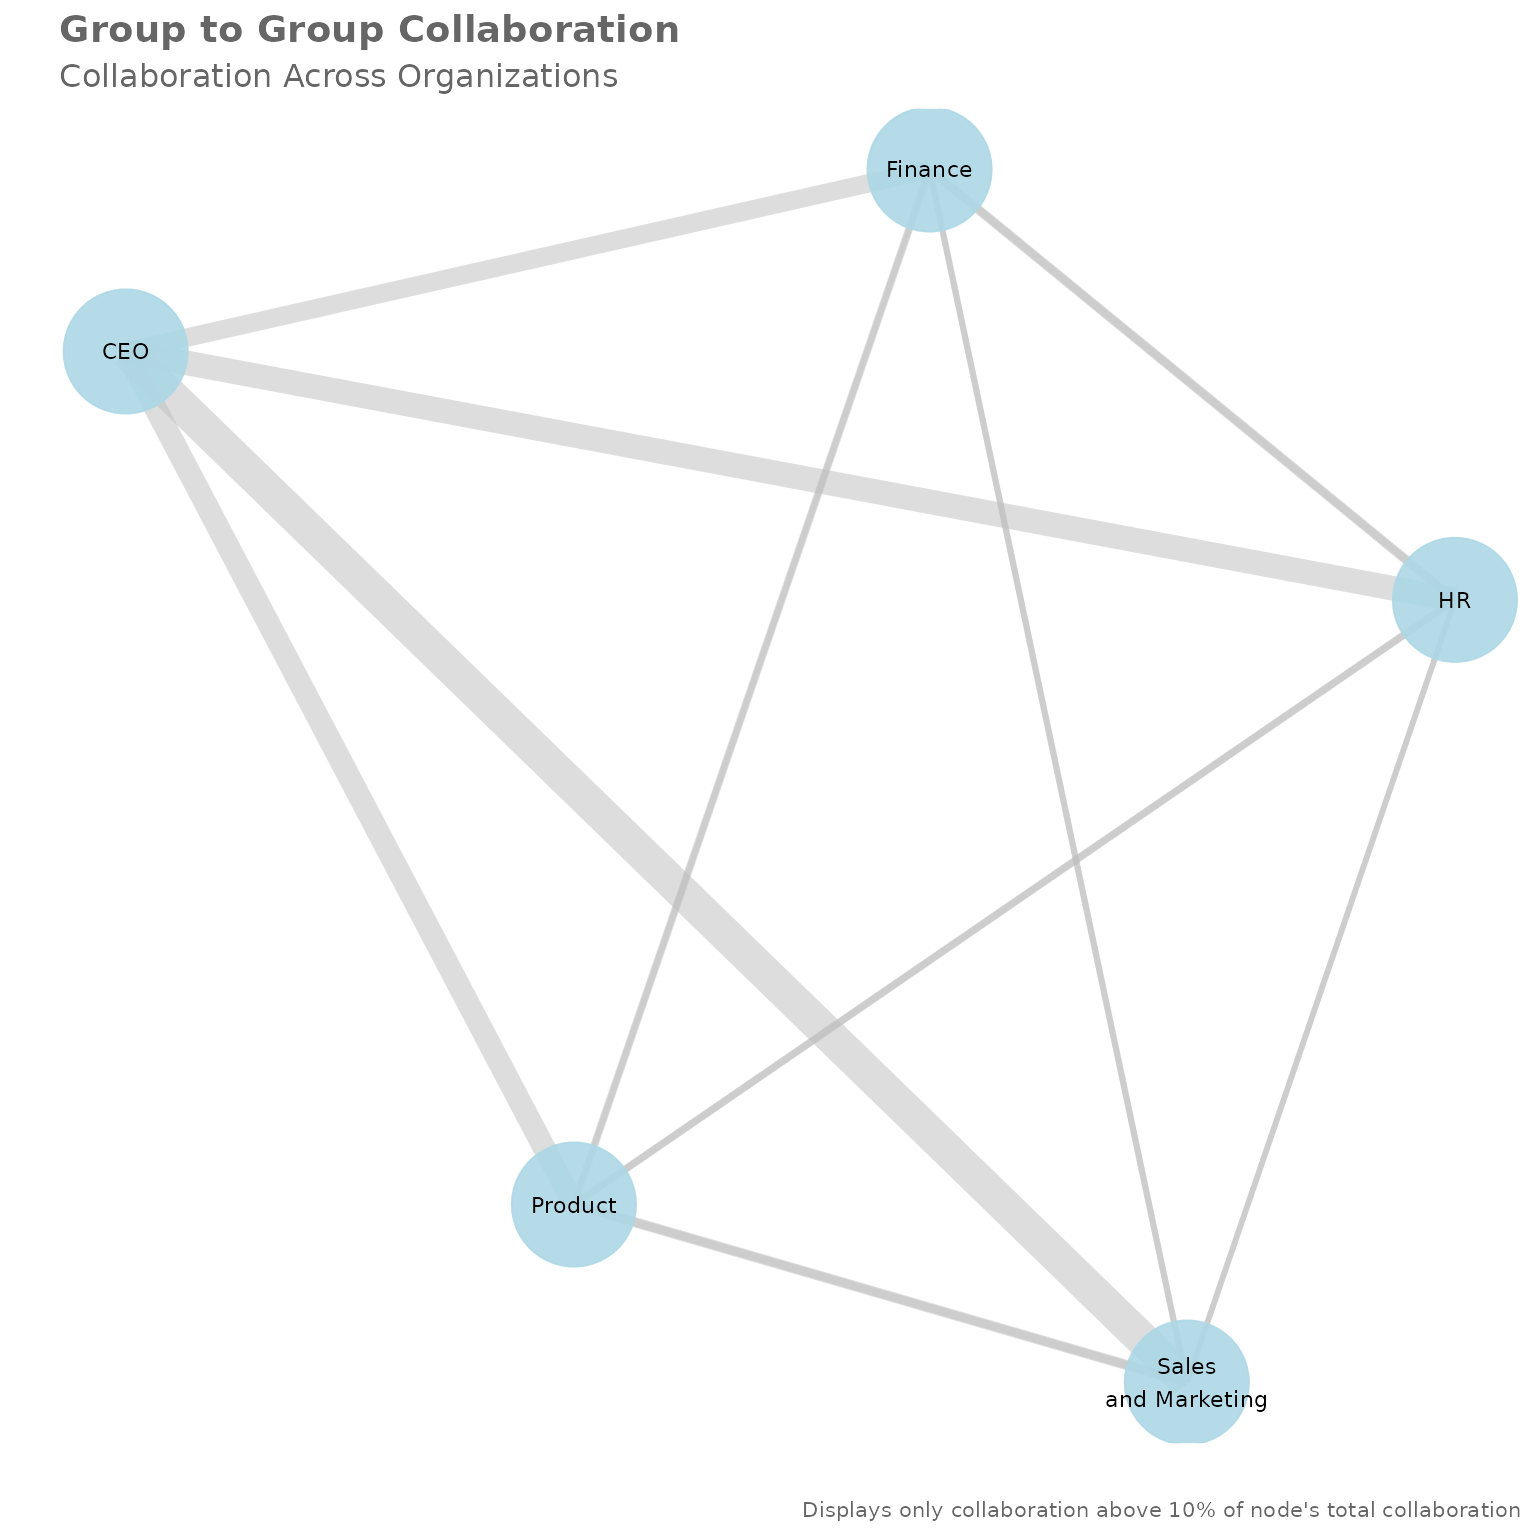 Group to Group Collaboration
Collaboration Across Organizations
Finance
CEO
HR
Product
Sales
and Marketing
Displays only collaboration above 10% of node's total collaboration